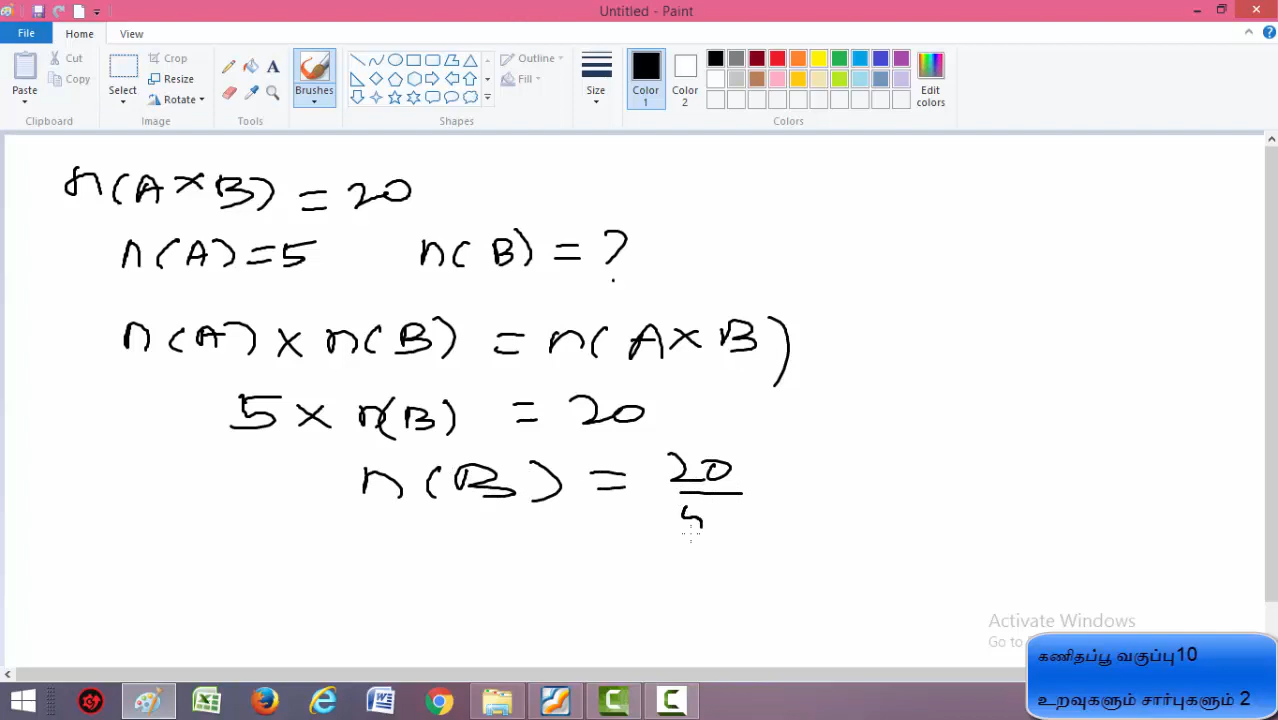 Untitled - Paint
File Home View
Cut
Copy
Paste
Clipboard
Crop
Resize
Rotate
Select
Image
Tools
Brushes
Outline
Fill
Shapes
Size
Color 1
Color 2
Edit colors
Colors
n(A×B) = 20
n(A) = 5 n(B) = ?
n(A) × n(B) = n(A×B)
5 × n(B) = 20
n(B) = 20
5
Activate Windows
Go to
கணிதப்பூ வகுப்பு10
உறவுகளும் சார்புகளும் 2